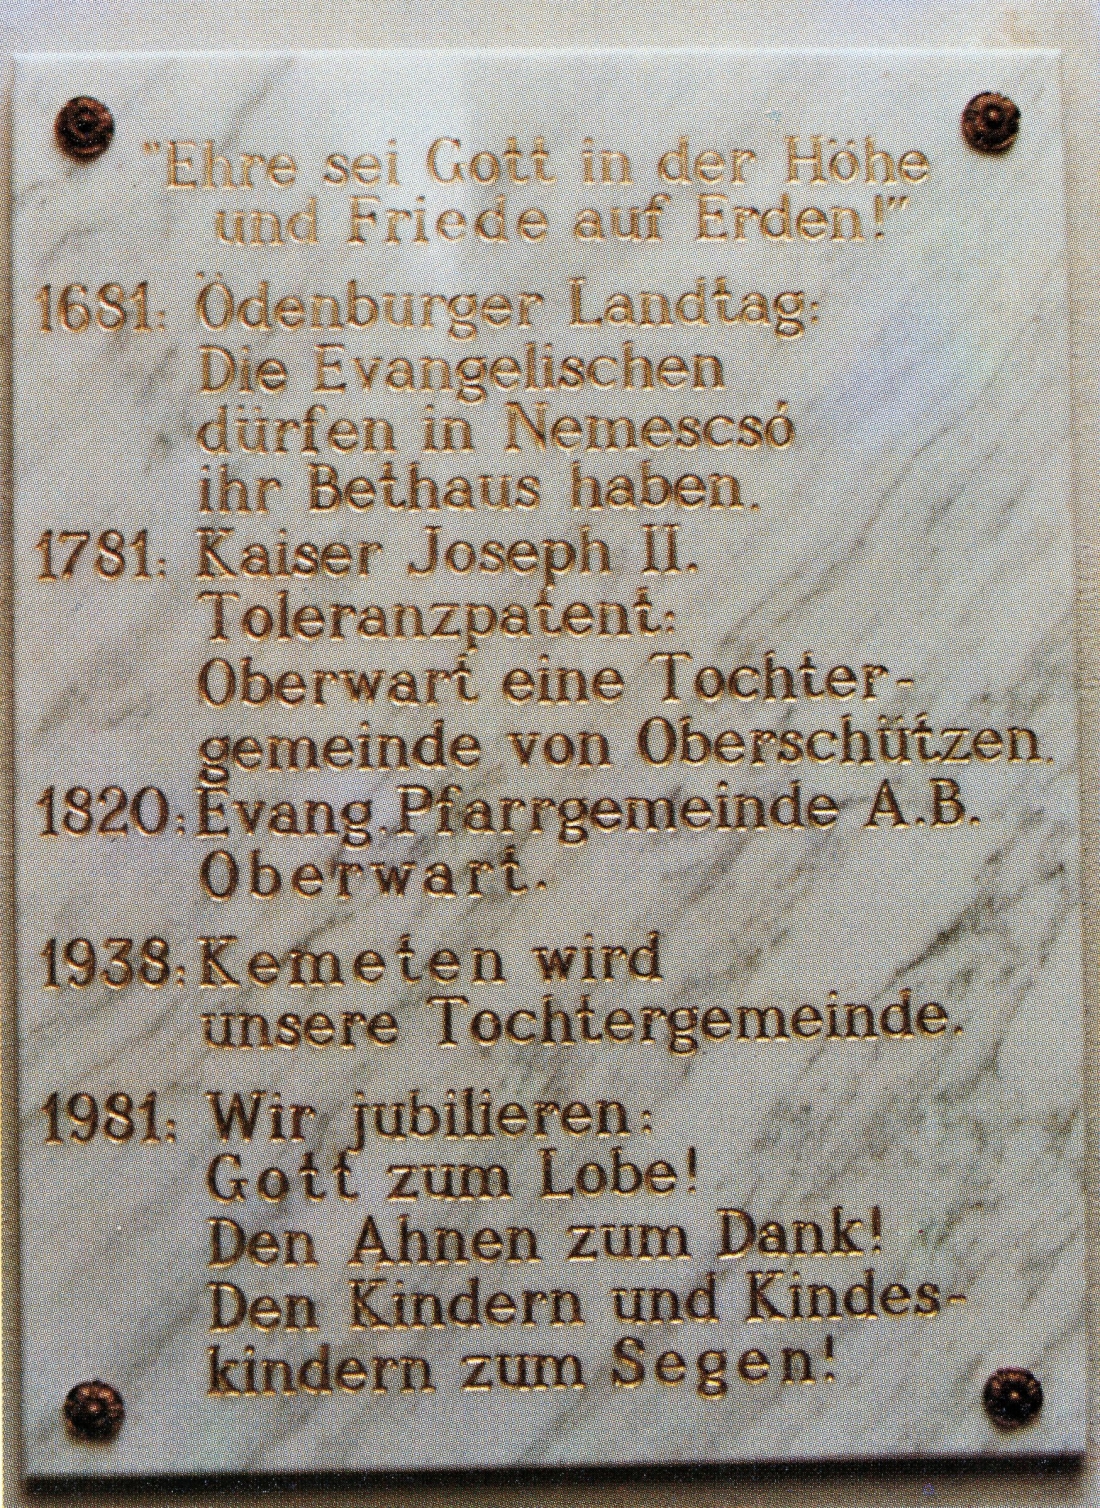 "Ehre sei Gott in der Höhe
und Friede auf Erden!"
1681: Ödenburger Landtag:
Die Evangelischen
dürfen in Nemescsó
ihr Bethaus haben.
1781: Kaiser Joseph II.
Toleranzpatent:
Oberwart eine Tochter-
gemeinde von Oberschützen.
1820: Evang. Pfarrgemeinde A.B.
Oberwart.
1938: Kemeten wird
unsere Tochtergemeinde.
1981: Wir jubilieren:
Gott zum Lobe!
Den Ahnen zum Dank!
Den Kindern und Kindes-
kindern zum Segen!